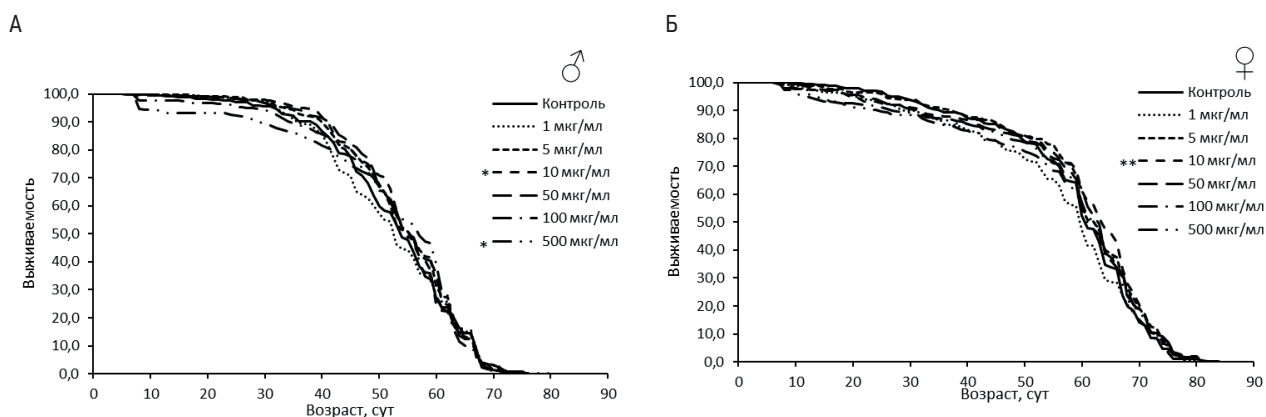 А
♂
Выживаемость
100,0
90,0
80,0
70,0
60,0
50,0
40,0
30,0
20,0
10,0
0,0
0 10 20 30 40 50 60 70 80 90
Возраст, сут
Контроль
1 мкг/мл
5 мкг/мл
* 10 мкг/мл
50 мкг/мл
100 мкг/мл
* 500 мкг/мл
Б
♀
Выживаемость
100,0
90,0
80,0
70,0
60,0
50,0
40,0
30,0
20,0
10,0
0,0
0 10 20 30 40 50 60 70 80 90
Возраст, сут
Контроль
1 мкг/мл
5 мкг/мл
** 10 мкг/мл
50 мкг/мл
100 мкг/мл
500 мкг/мл